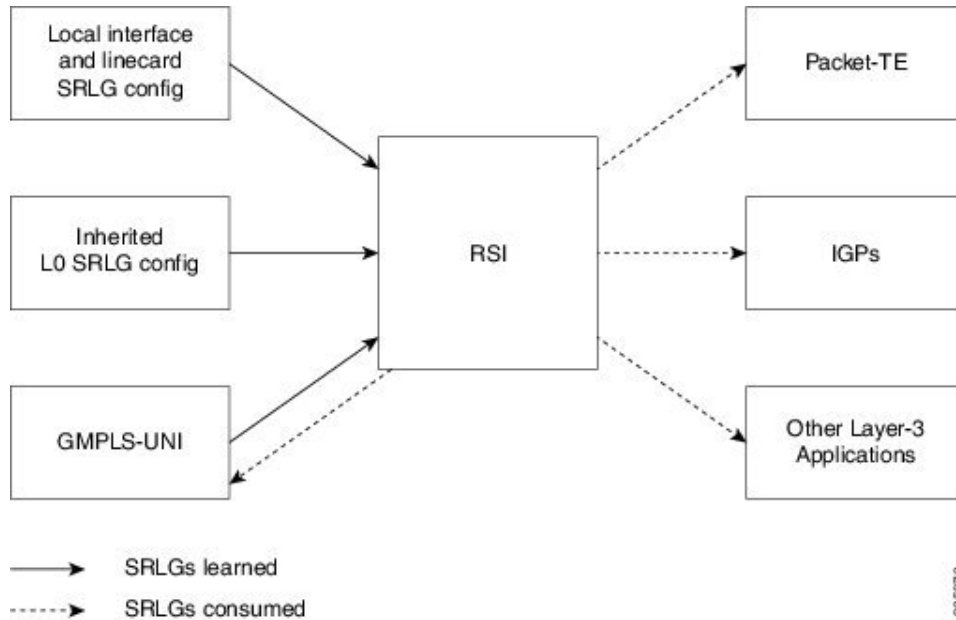 Local interface
and linecard
SRLG config
Packet-TE
Inherited
L0 SRLG config
RSI
IGPs
GMPLS-UNI
Other Layer-3
Applications
SRLGs learned
SRLGs consumed